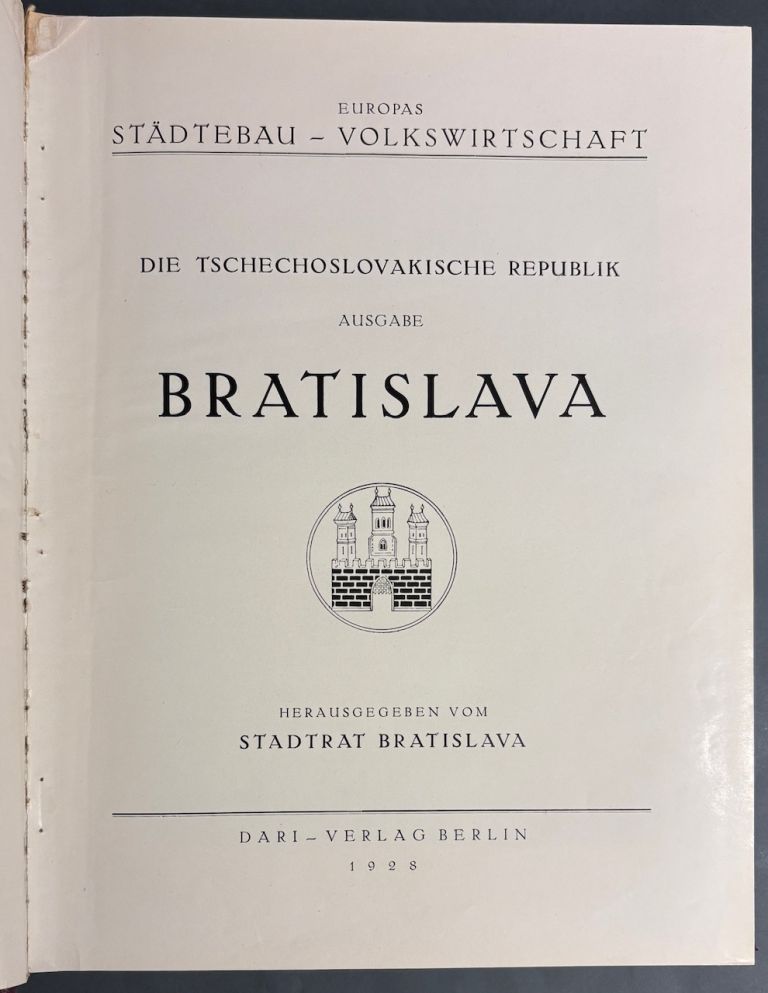 EUROPAS
STÄDTEBAU – VOLKSWIRTSCHAFT
DIE TSCHECHOSLOVAKISCHE REPUBLIK
AUSGABE
BRATISLAVA
HERAUSGEGEBEN VOM
STADTRAT BRATISLAVA
DARI – VERLAG BERLIN
1928